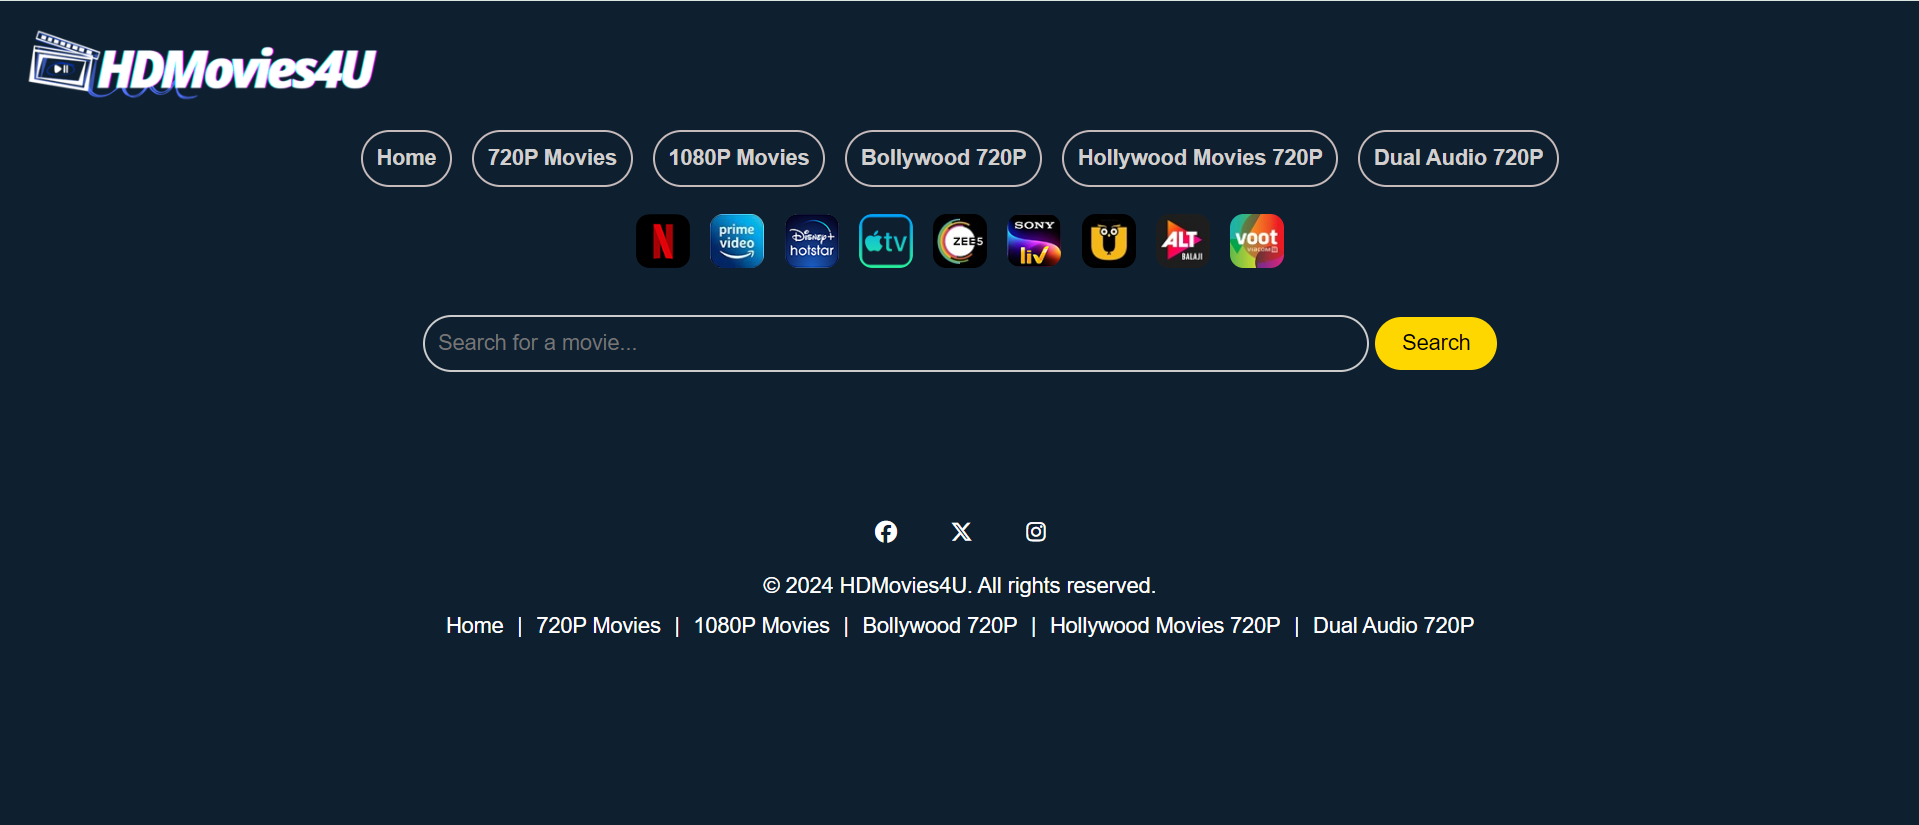 HDMovies4U
Home 720P Movies 1080P Movies Bollywood 720P Hollywood Movies 720P Dual Audio 720P
N prime video Disney+ hotstar tv ZEE5 SONY liv U ALT BALAJI voot VIACOM18
Search for a movie... Search
© 2024 HDMovies4U. All rights reserved.
Home | 720P Movies | 1080P Movies | Bollywood 720P | Hollywood Movies 720P | Dual Audio 720P